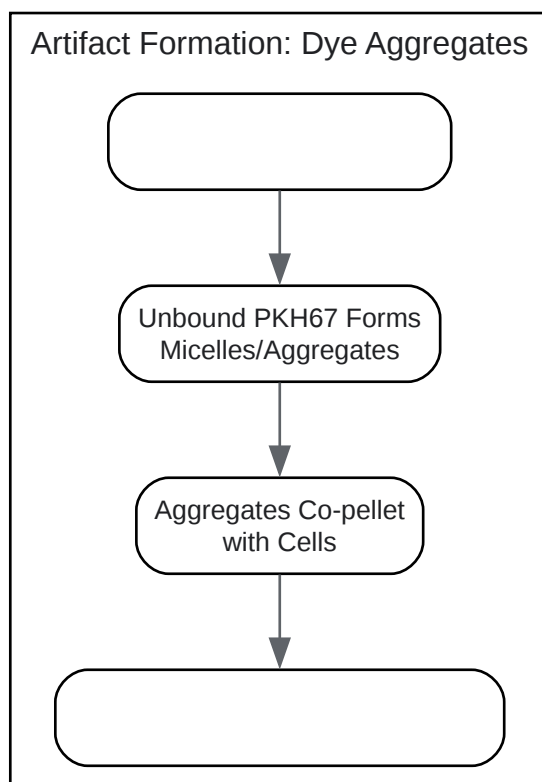 Artifact Formation: Dye Aggregates
Unbound PKH67 Forms
Micelles/Aggregates
Aggregates Co-pellet
with Cells